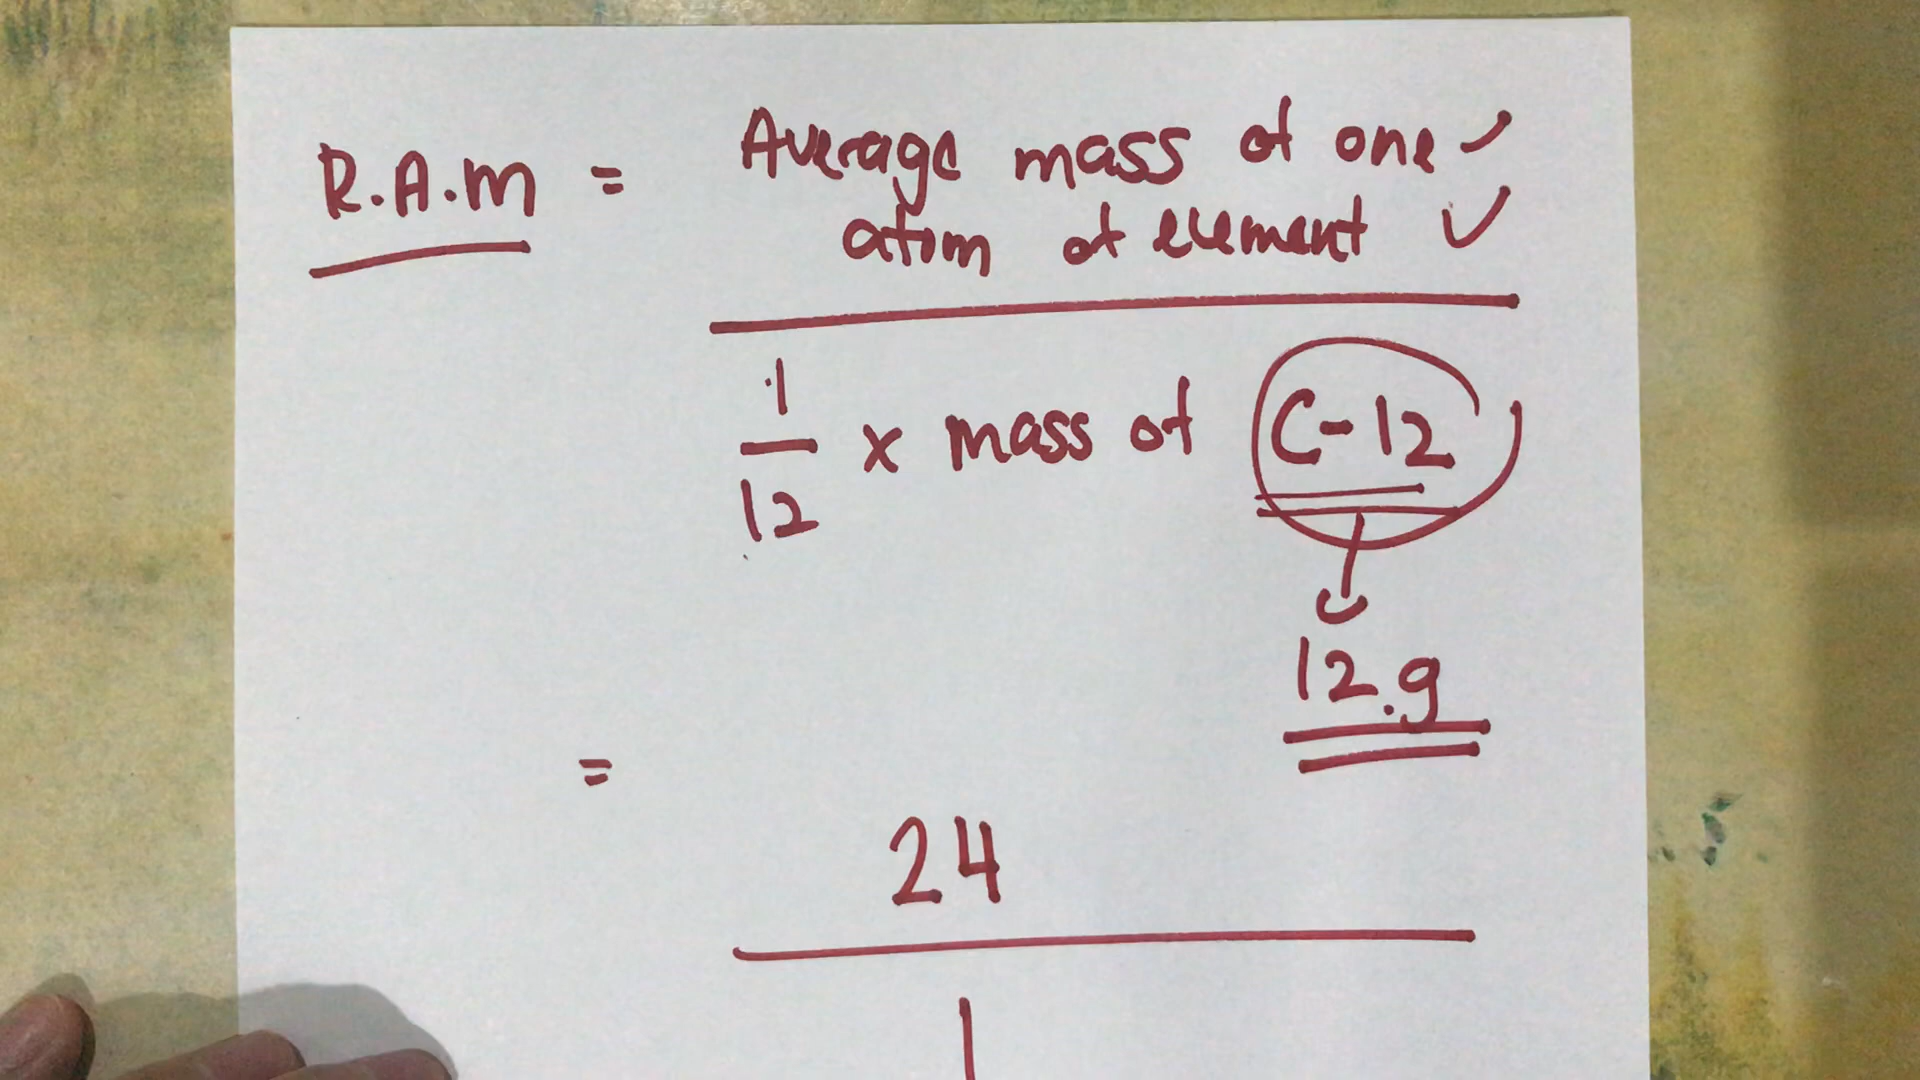 R.A.M = Average mass of one
atom of element
1
12 × mass of C-12
12.g
=
24
1